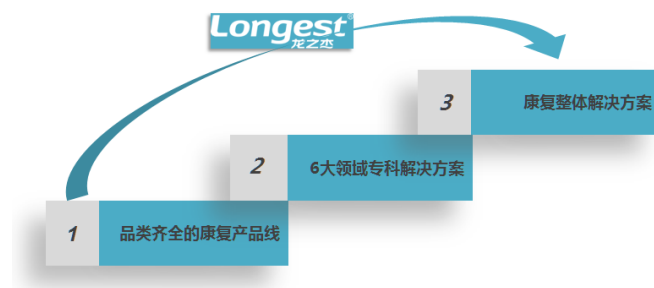 Longest®
龙之杰
3 康复整体解决方案
2 6大领域专科解决方案
1 品类齐全的康复产品线